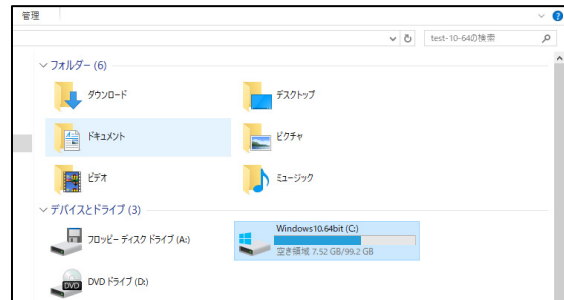 管理
test-10-64の検索
フォルダー (6)
ダウンロード
デスクトップ
ドキュメント
ピクチャ
ビデオ
ミュージック
デバイスとドライブ (3)
フロッピー ディスク ドライブ (A:)
Windows10.64bit (C:)
空き領域 7.52 GB/99.2 GB
DVD ドライブ (D:)